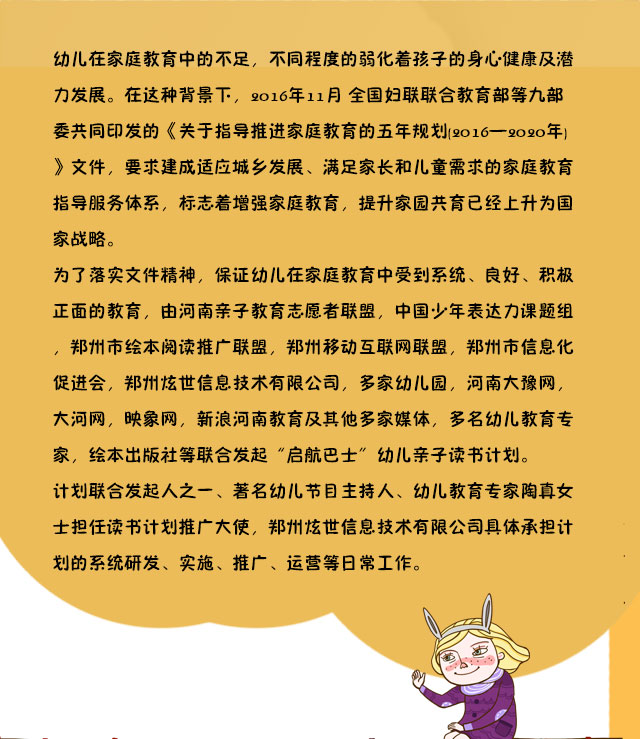 幼儿在家庭教育中的不足，不同程度的弱化着孩子的身心健康及潜
力发展。在这种背景下，2016年11月 全国妇联联合教育部等九部
委共同印发的《关于指导推进家庭教育的五年规划(2016—2020年)
》文件，要求建成适应城乡发展、满足家长和儿童需求的家庭教育
指导服务体系，标志着增强家庭教育，提升家园共育已经上升为国
家战略。
为了落实文件精神，保证幼儿在家庭教育中受到系统、良好、积极
正面的教育，由河南亲子教育志愿者联盟，中国少年表达力课题组
，郑州市绘本阅读推广联盟，郑州移动互联网联盟，郑州市信息化
促进会，郑州炫世信息技术有限公司，多家幼儿园，河南大豫网，
大河网，映象网，新浪河南教育及其他多家媒体，多名幼儿教育专
家，绘本出版社等联合发起“启航巴士”幼儿亲子读书计划。
计划联合发起人之一、著名幼儿节目主持人、幼儿教育专家陶真女
士担任读书计划推广大使，郑州炫世信息技术有限公司具体承担计
划的系统研发、实施、推广、运营等日常工作。